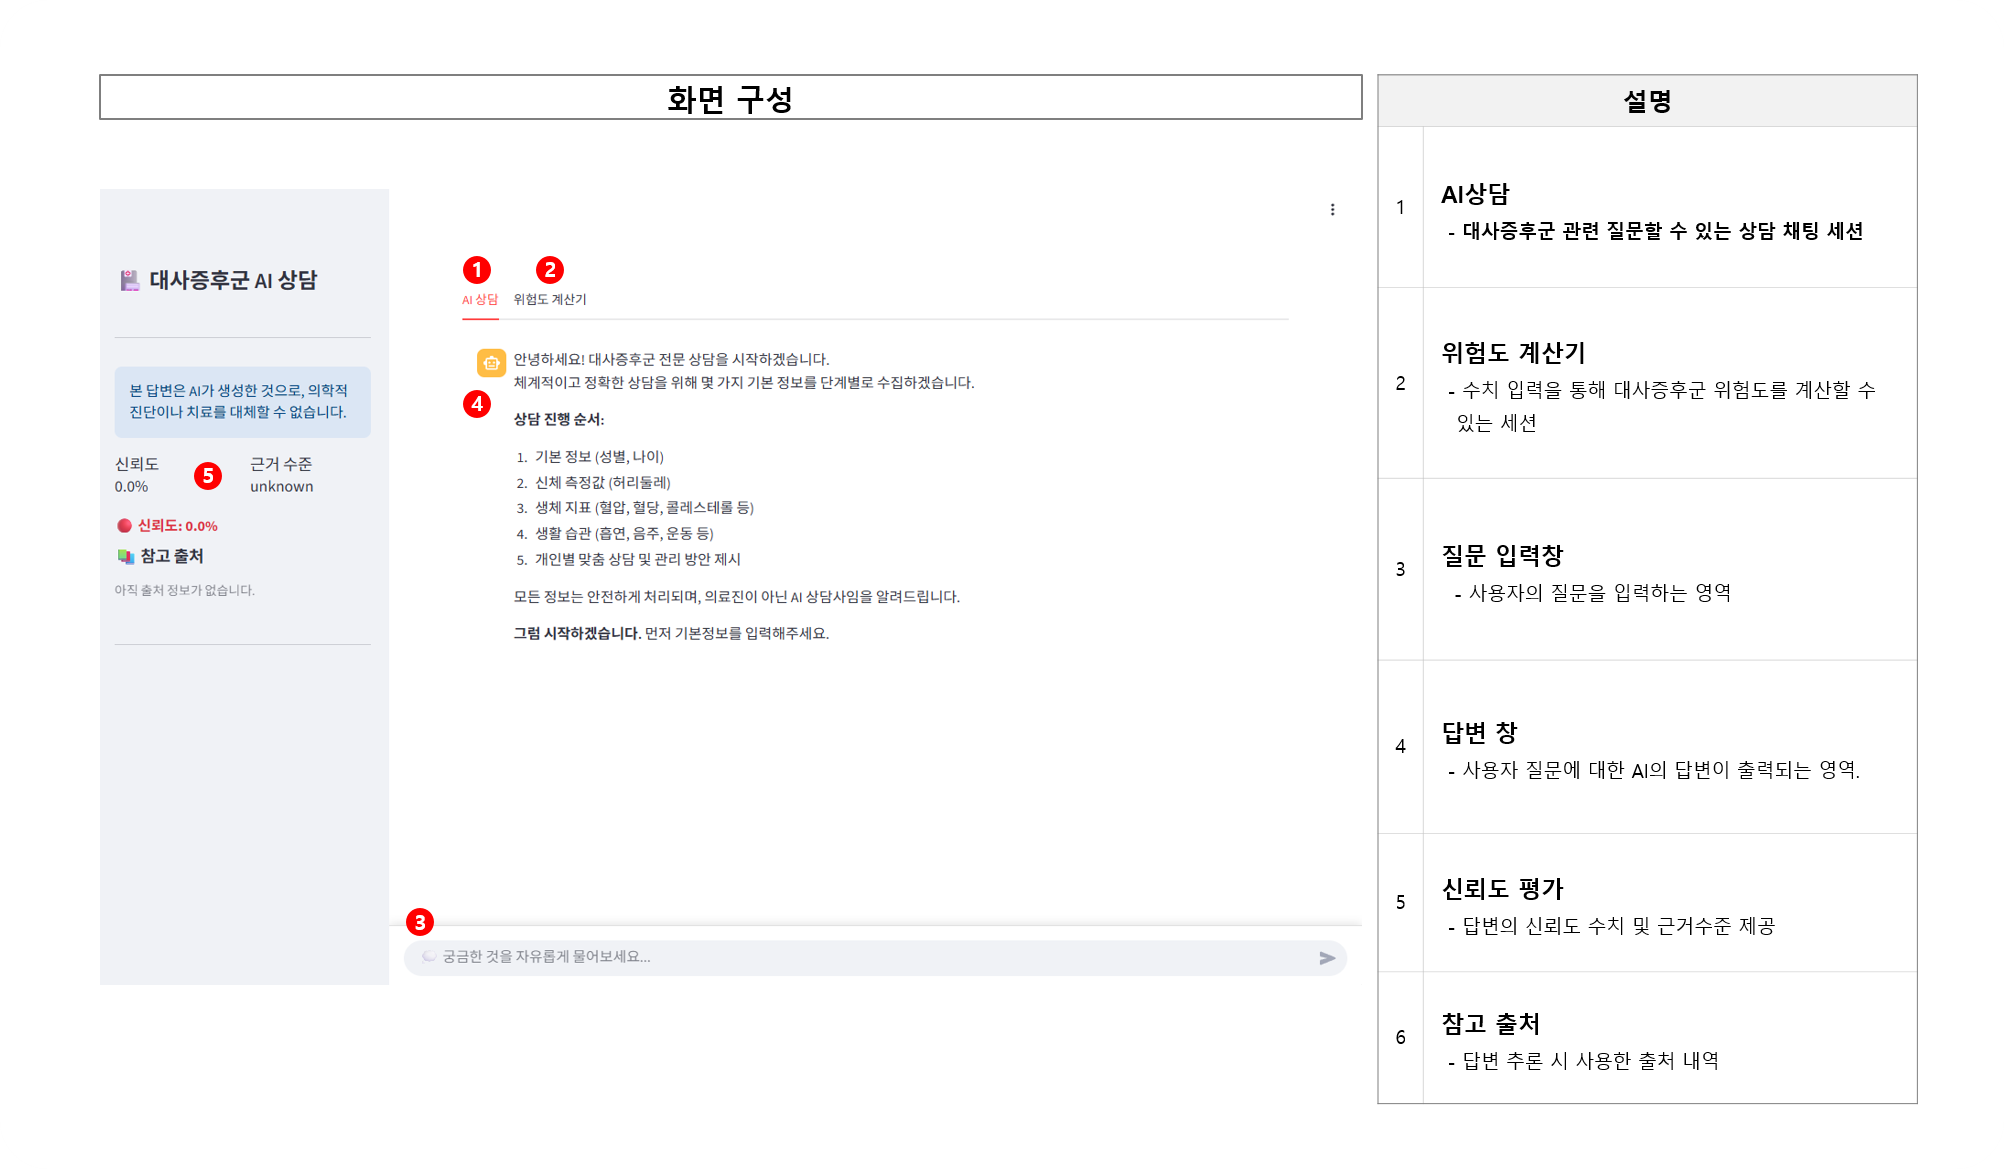 화면 구성
대사증후군 AI 상담
본 답변은 AI가 생성한 것으로, 의학적
진단이나 치료를 대체할 수 없습니다.
신뢰도
0.0%
5
근거 수준
unknown
신뢰도: 0.0%
참고 출처
아직 출처 정보가 없습니다.
1
2
AI 상담
위험도 계산기
안녕하세요! 대사증후군 전문 상담을 시작하겠습니다.
체계적이고 정확한 상담을 위해 몇 가지 기본 정보를 단계별로 수집하겠습니다.
4
상담 진행 순서:
1. 기본 정보 (성별, 나이)
2. 신체 측정값 (허리둘레)
3. 생체 지표 (혈압, 혈당, 콜레스테롤 등)
4. 생활 습관 (흡연, 음주, 운동 등)
5. 개인별 맞춤 상담 및 관리 방안 제시
모든 정보는 안전하게 처리되며, 의료진이 아닌 AI 상담사임을 알려드립니다.
그럼 시작하겠습니다. 먼저 기본정보를 입력해주세요.
3
궁금한 것을 자유롭게 물어보세요...
설명
1
AI상담
- 대사증후군 관련 질문할 수 있는 상담 채팅 세션
2
위험도 계산기
- 수치 입력을 통해 대사증후군 위험도를 계산할 수
있는 세션
3
질문 입력창
- 사용자의 질문을 입력하는 영역
4
답변 창
- 사용자 질문에 대한 AI의 답변이 출력되는 영역.
5
신뢰도 평가
- 답변의 신뢰도 수치 및 근거수준 제공
6
참고 출처
- 답변 추론 시 사용한 출처 내역